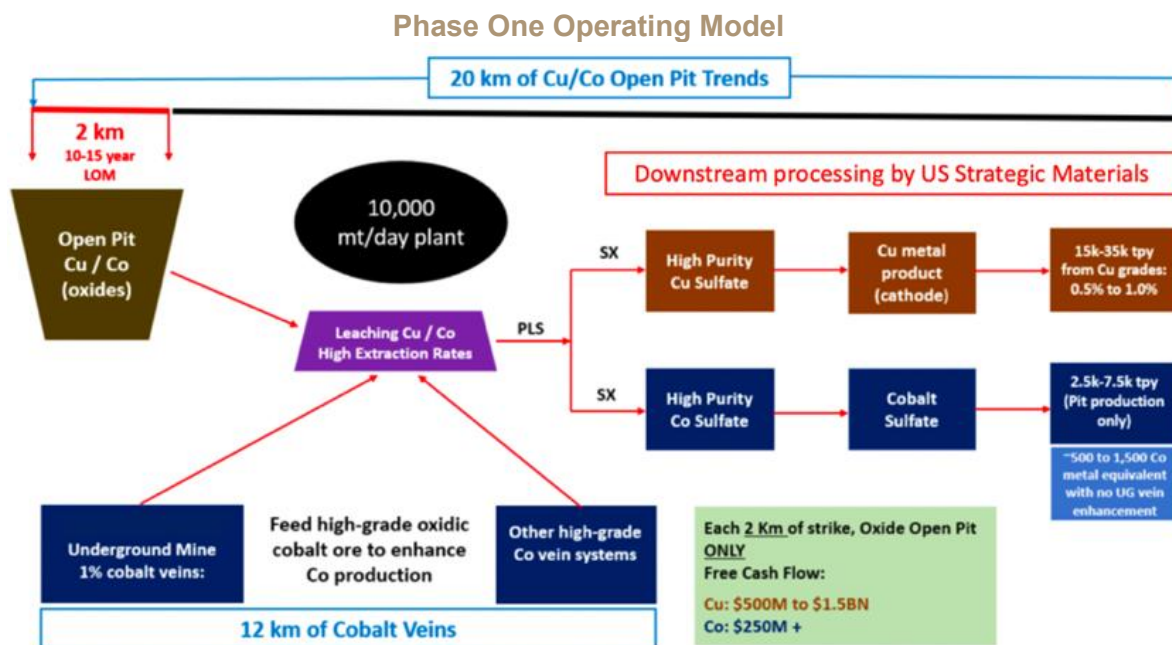 Phase One Operating Model
20 km of Cu/Co Open Pit Trends
2 km
10-15 year
LOM
Open Pit
Cu / Co
(oxides)
10,000
mt/day plant
Leaching Cu / Co
High Extraction Rates
PLS
Downstream processing by US Strategic Materials
SX
High Purity
Cu Sulfate
Cu metal
product
(cathode)
15k-35k tpy
from Cu grades:
0.5% to 1.0%
SX
High Purity
Co Sulfate
Cobalt
Sulfate
2.5k-7.5k tpy
(Pit production
only)
~500 to 1,500 Co
metal equivalent
with no UG vein
enhancement
Underground Mine
1% cobalt veins:
Feed high-grade oxidic
cobalt ore to enhance
Co production
Other high-grade
Co vein systems
12 km of Cobalt Veins
Each 2 Km of strike, Oxide Open Pit
ONLY
Free Cash Flow:
Cu: $500M to $1.5BN
Co: $250M +